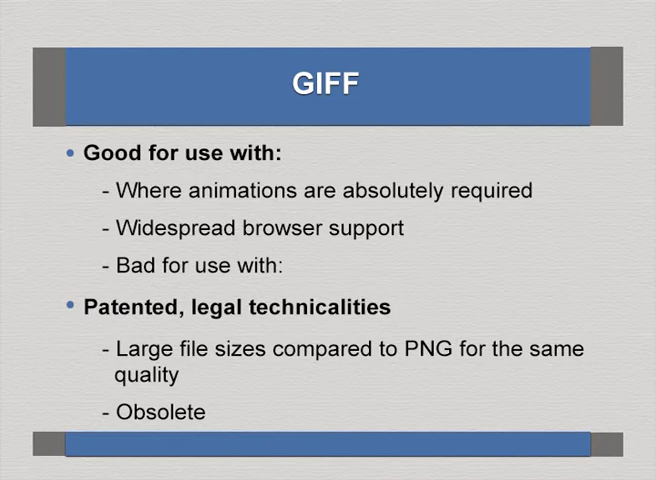 GIFF
• Good for use with:
- Where animations are absolutely required
- Widespread browser support
- Bad for use with:
• Patented, legal technicalities
- Large file sizes compared to PNG for the same
quality
- Obsolete